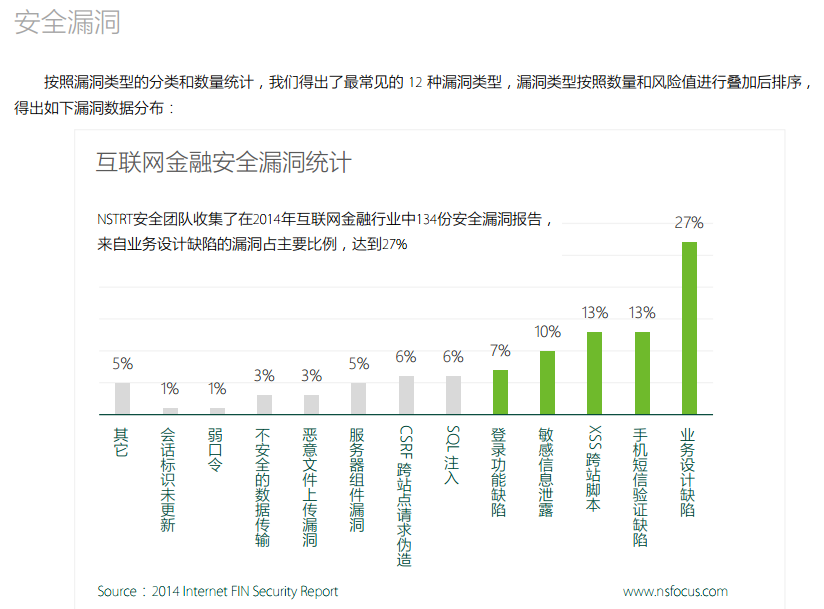 安全漏洞
按照漏洞类型的分类和数量统计，我们得出了最常见的 12 种漏洞类型，漏洞类型按照数量和风险值进行叠加后排序，
得出如下漏洞数据分布：
互联网金融安全漏洞统计
NSTRT安全团队收集了在2014年互联网金融行业中134份安全漏洞报告，
来自业务设计缺陷的漏洞占主要比例，达到27%
5%
1%
1%
3%
3%
5%
6%
6%
7%
10%
13%
13%
27%
其它
会话标识未更新
弱口令
不安全的数据传输
恶意文件上传漏洞
服务器组件漏洞
CSRF 跨站点请求伪造
SQL 注入
登录功能缺陷
敏感信息泄露
XSS 跨站脚本
手机短信验证缺陷
业务设计缺陷
Source：2014 Internet FIN Security Report
www.nsfocus.com